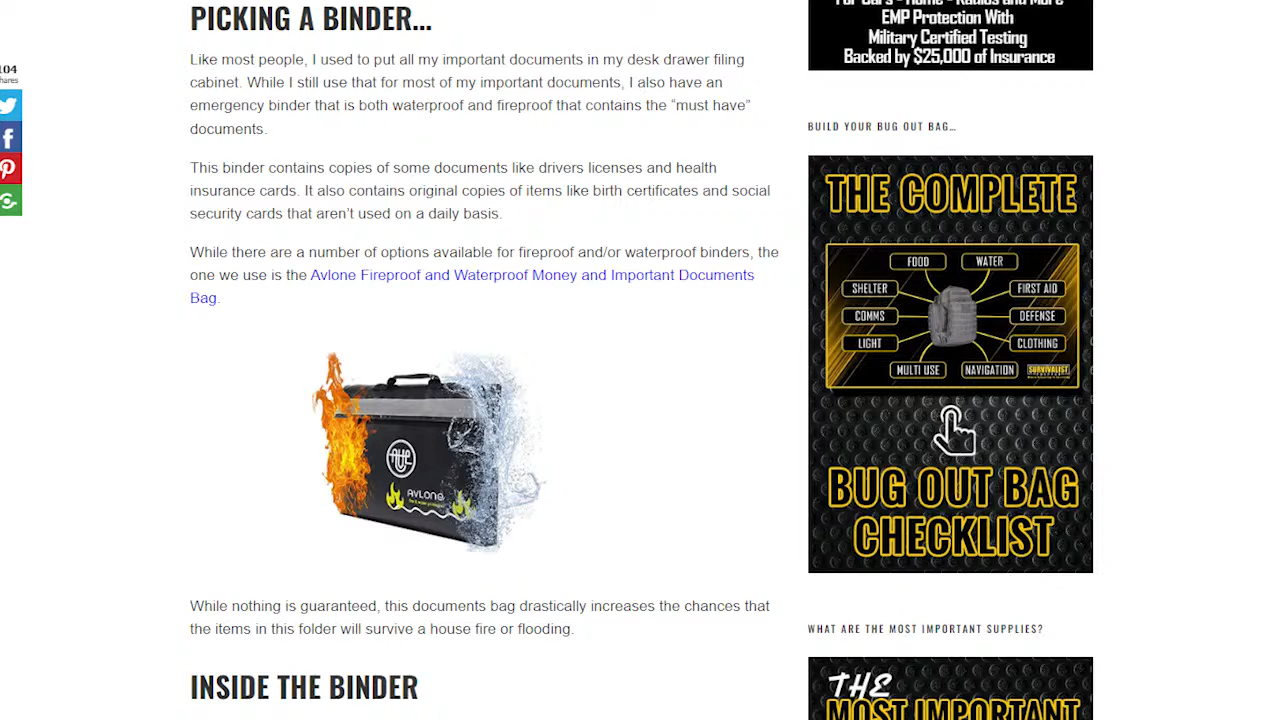 PICKING A BINDER...
Like most people, I used to put all my important documents in my desk drawer filing
cabinet. While I still use that for most of my important documents, I also have an
emergency binder that is both waterproof and fireproof that contains the “must have”
documents.
This binder contains copies of some documents like drivers licenses and health
insurance cards. It also contains original copies of items like birth certificates and social
security cards that aren’t used on a daily basis.
While there are a number of options available for fireproof and/or waterproof binders, the
one we use is the Avlone Fireproof and Waterproof Money and Important Documents
Bag.
AVLONE
While nothing is guaranteed, this documents bag drastically increases the chances that
the items in this folder will survive a house fire or flooding.
INSIDE THE BINDER
104
hares
For Cars - Home - Radios and More
EMP Protection With
Military Certified Testing
Backed by $25,000 of Insurance
BUILD YOUR BUG OUT BAG...
THE COMPLETE
FOOD
WATER
SHELTER
FIRST AID
COMMS
DEFENSE
LIGHT
CLOTHING
MULTI USE
NAVIGATION
SURVIVALIST
BUG OUT BAG
CHECKLIST
WHAT ARE THE MOST IMPORTANT SUPPLIES?
THE
MOST IMPORTANT